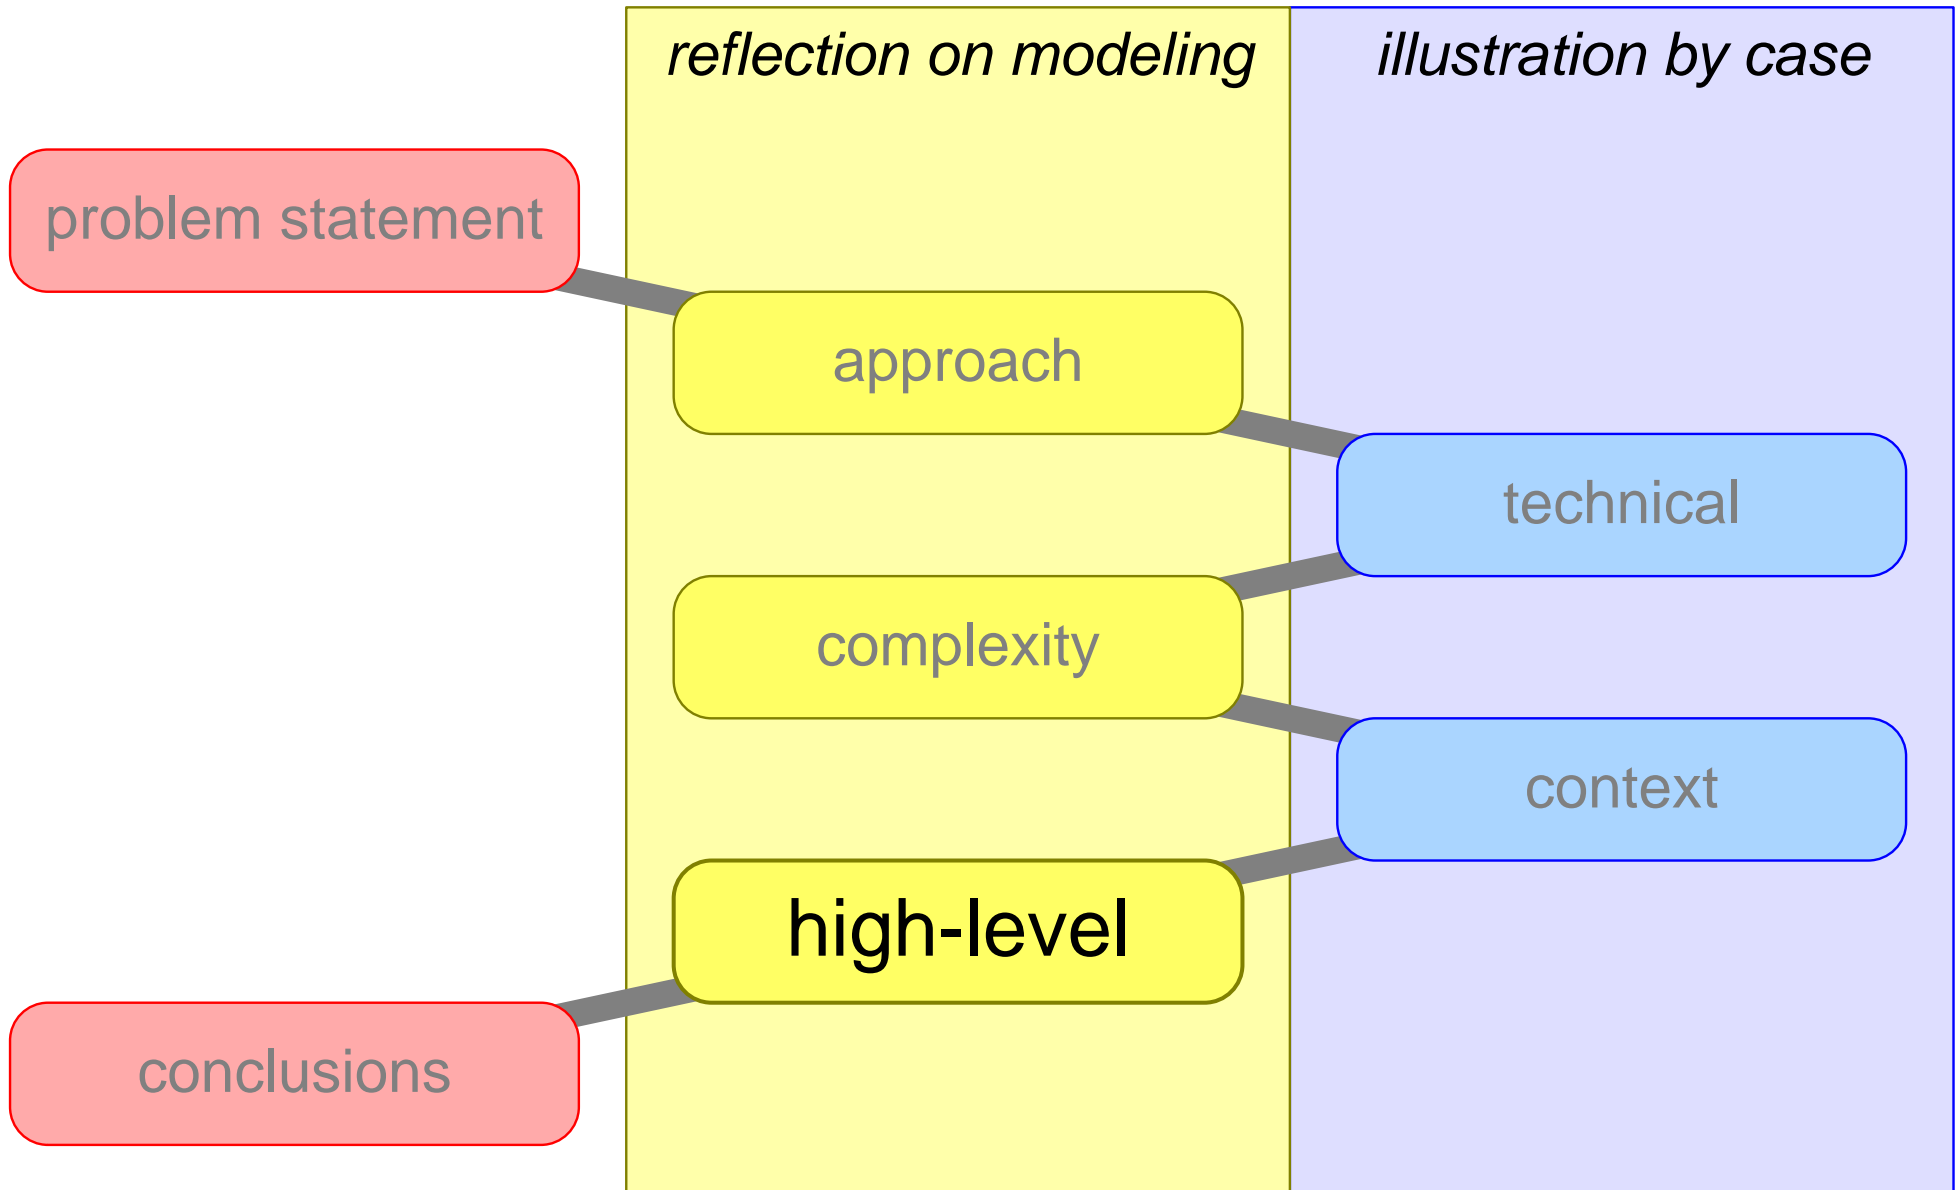 reflection on modeling
illustration by case
problem statement
approach
technical
complexity
context
high-level
conclusions